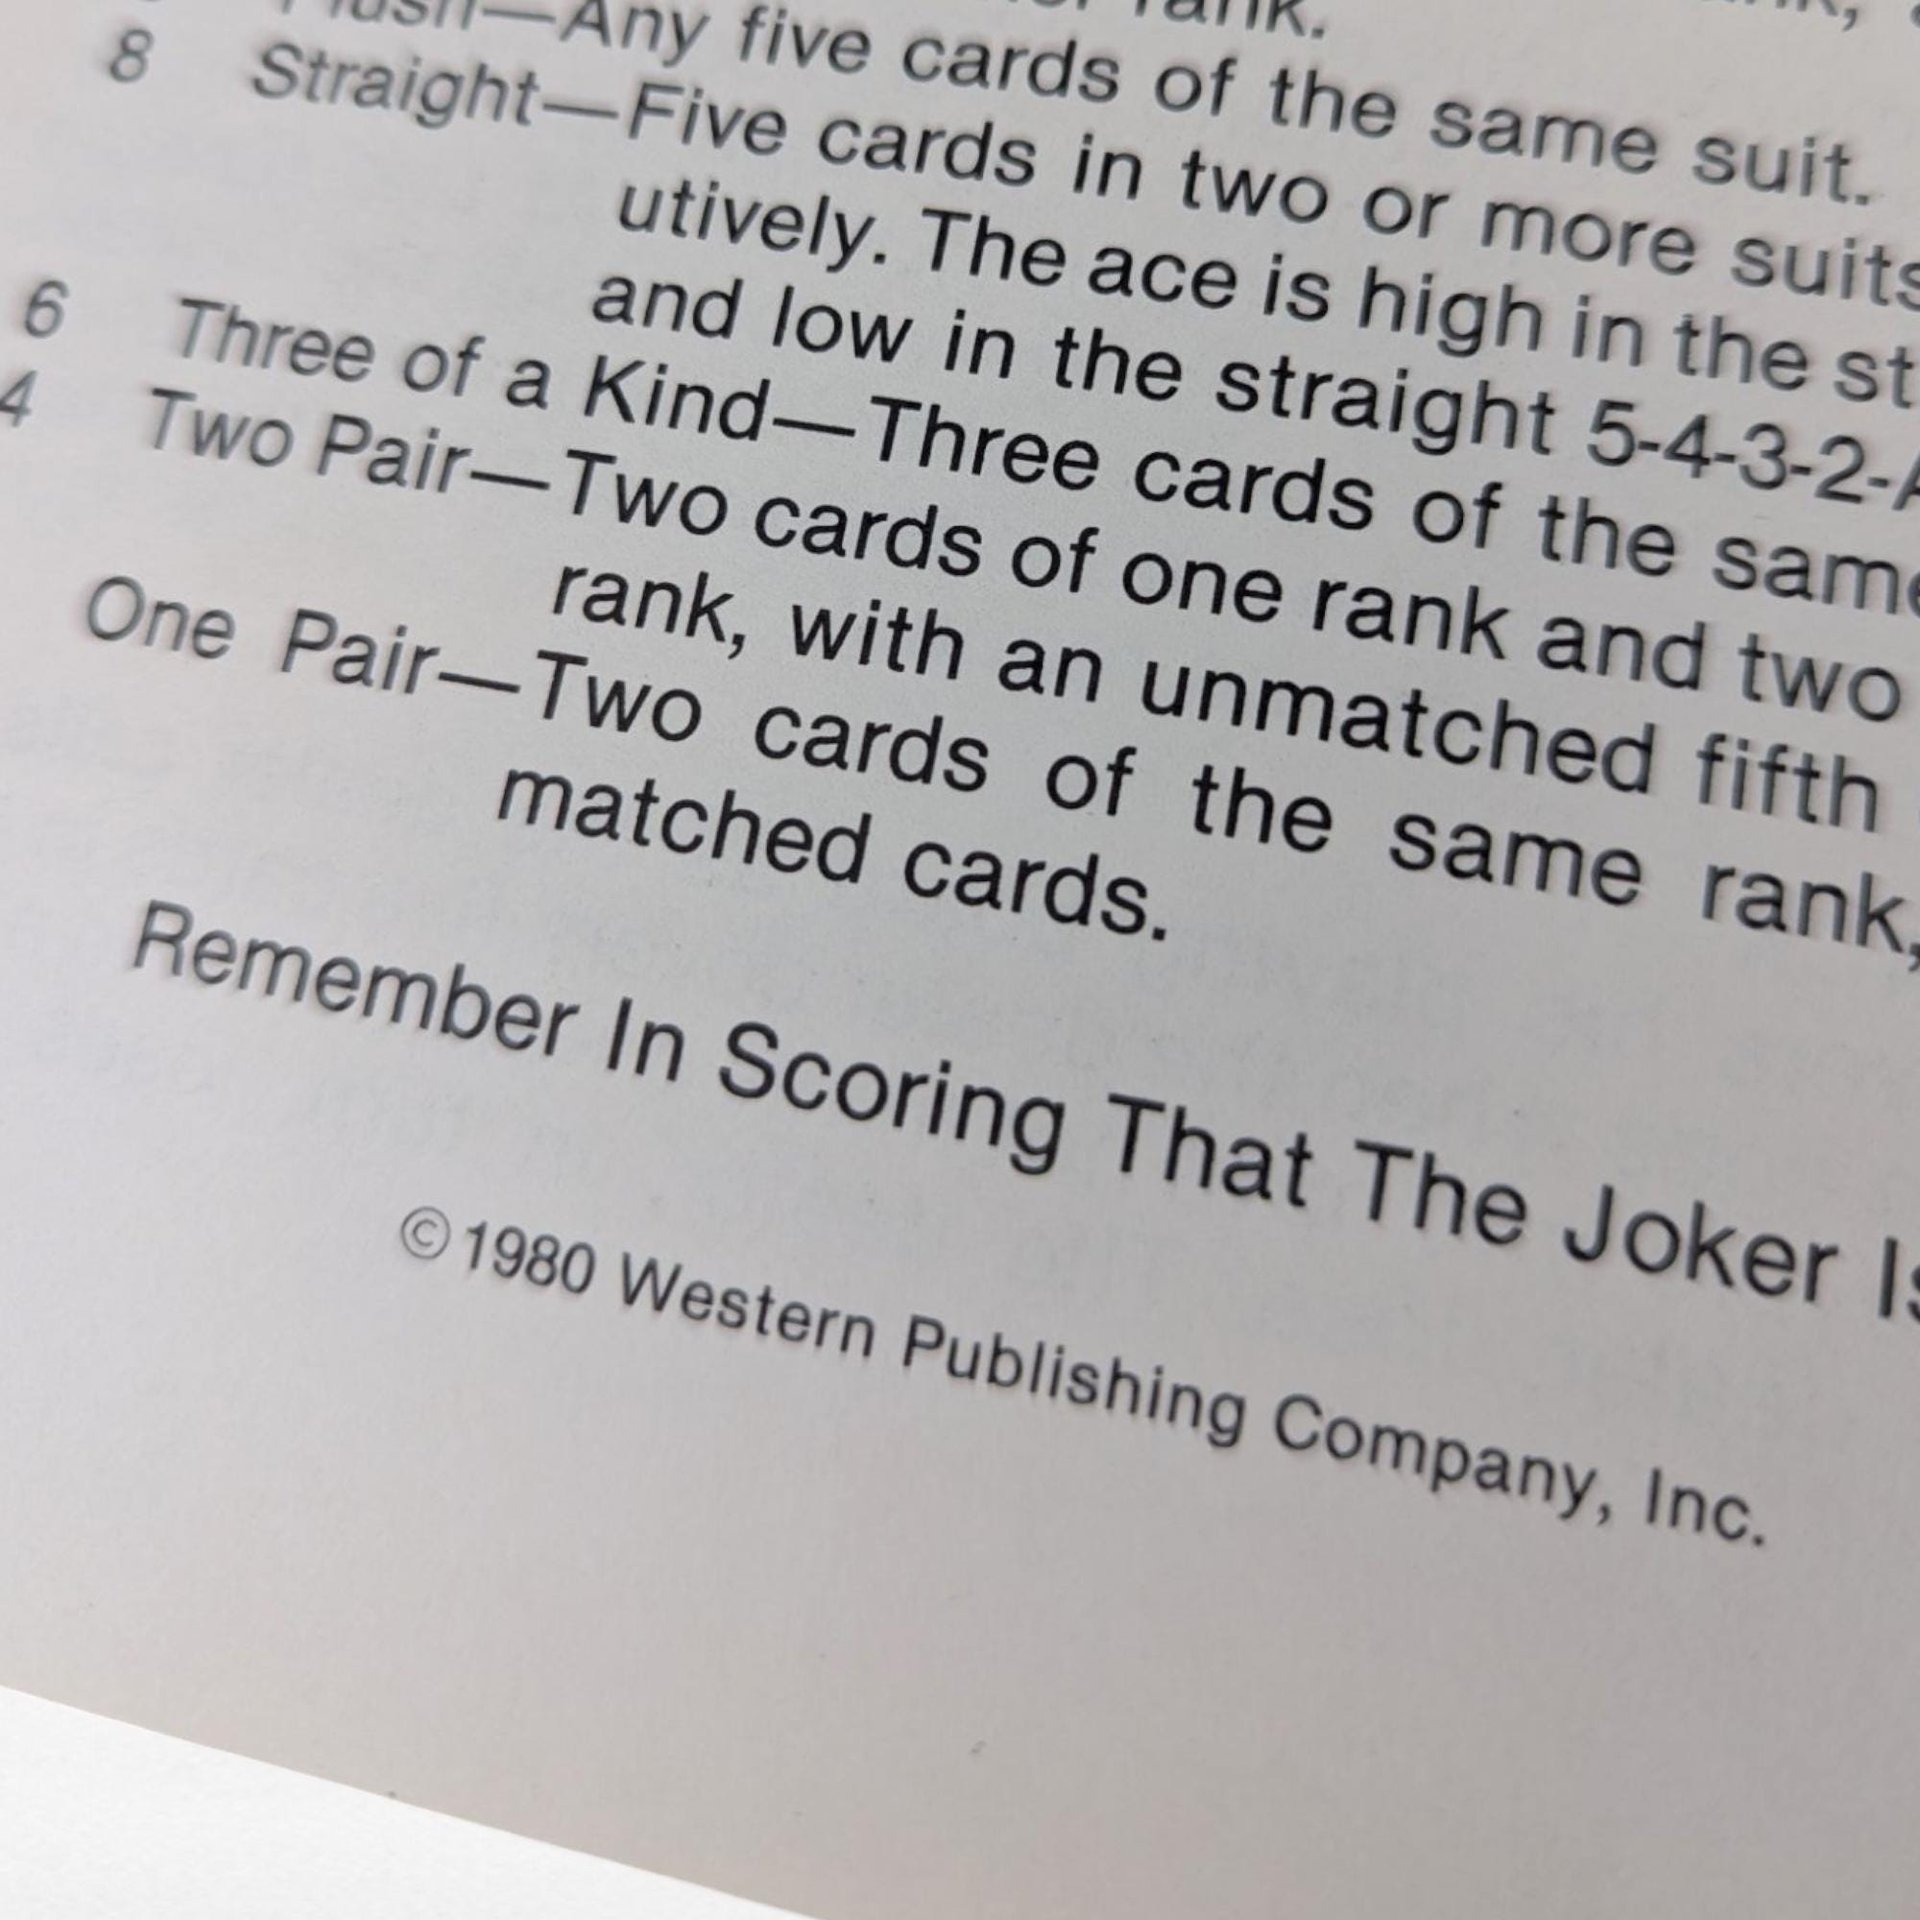 rank.
Flush—Any five cards of the same suit.
8 Straight—Five cards in two or more suits
utively. The ace is high in the st
and low in the straight 5-4-3-2-A
6 Three of a Kind—Three cards of the same
4 Two Pair—Two cards of one rank and two
rank, with an unmatched fifth
One Pair—Two cards of the same rank,
matched cards.
Remember In Scoring That The Joker Is
© 1980 Western Publishing Company, Inc.